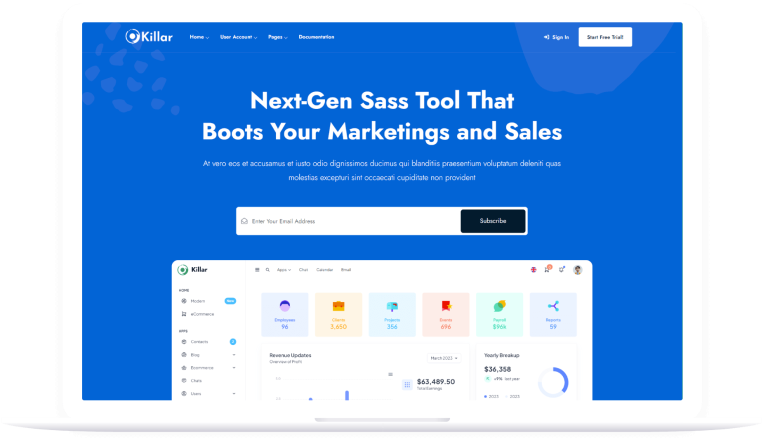 Killar
Home
User Account
Pages
Documentation
Sign In
Start Free Trial!
Next-Gen Sass Tool That
Boots Your Marketings and Sales
At vero eos et accusamus et iusto odio dignissimos ducimus qui blanditiis praesentium voluptatum deleniti quas
molestias excepturi sint occaecati cupiditate non provident
Enter Your Email Address
Subscribe
Killar
Apps
Chat
Calendar
Email
HOME
Modern
New
eCommerce
APPS
Contacts
Blog
Ecommerce
Chats
Users
Employees
96
Clients
3,650
Projects
356
Events
696
Payroll
$96k
Reports
59
Revenue Updates
Overview of Profit
March 2023
$63,489.50
Total Earnings
Yearly Breakup
$36,358
+9% last year
2023
2023